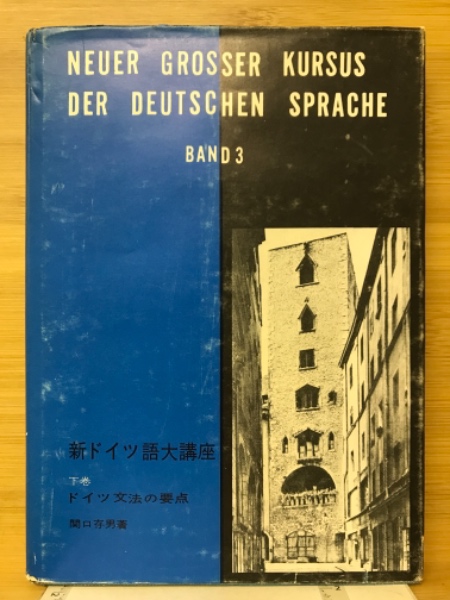 NEUER GROSSER KURSUS
DER DEUTSCHEN SPRACHE
BAND 3
新ドイツ語大講座
下巻
ドイツ文法の要点
関口存男著